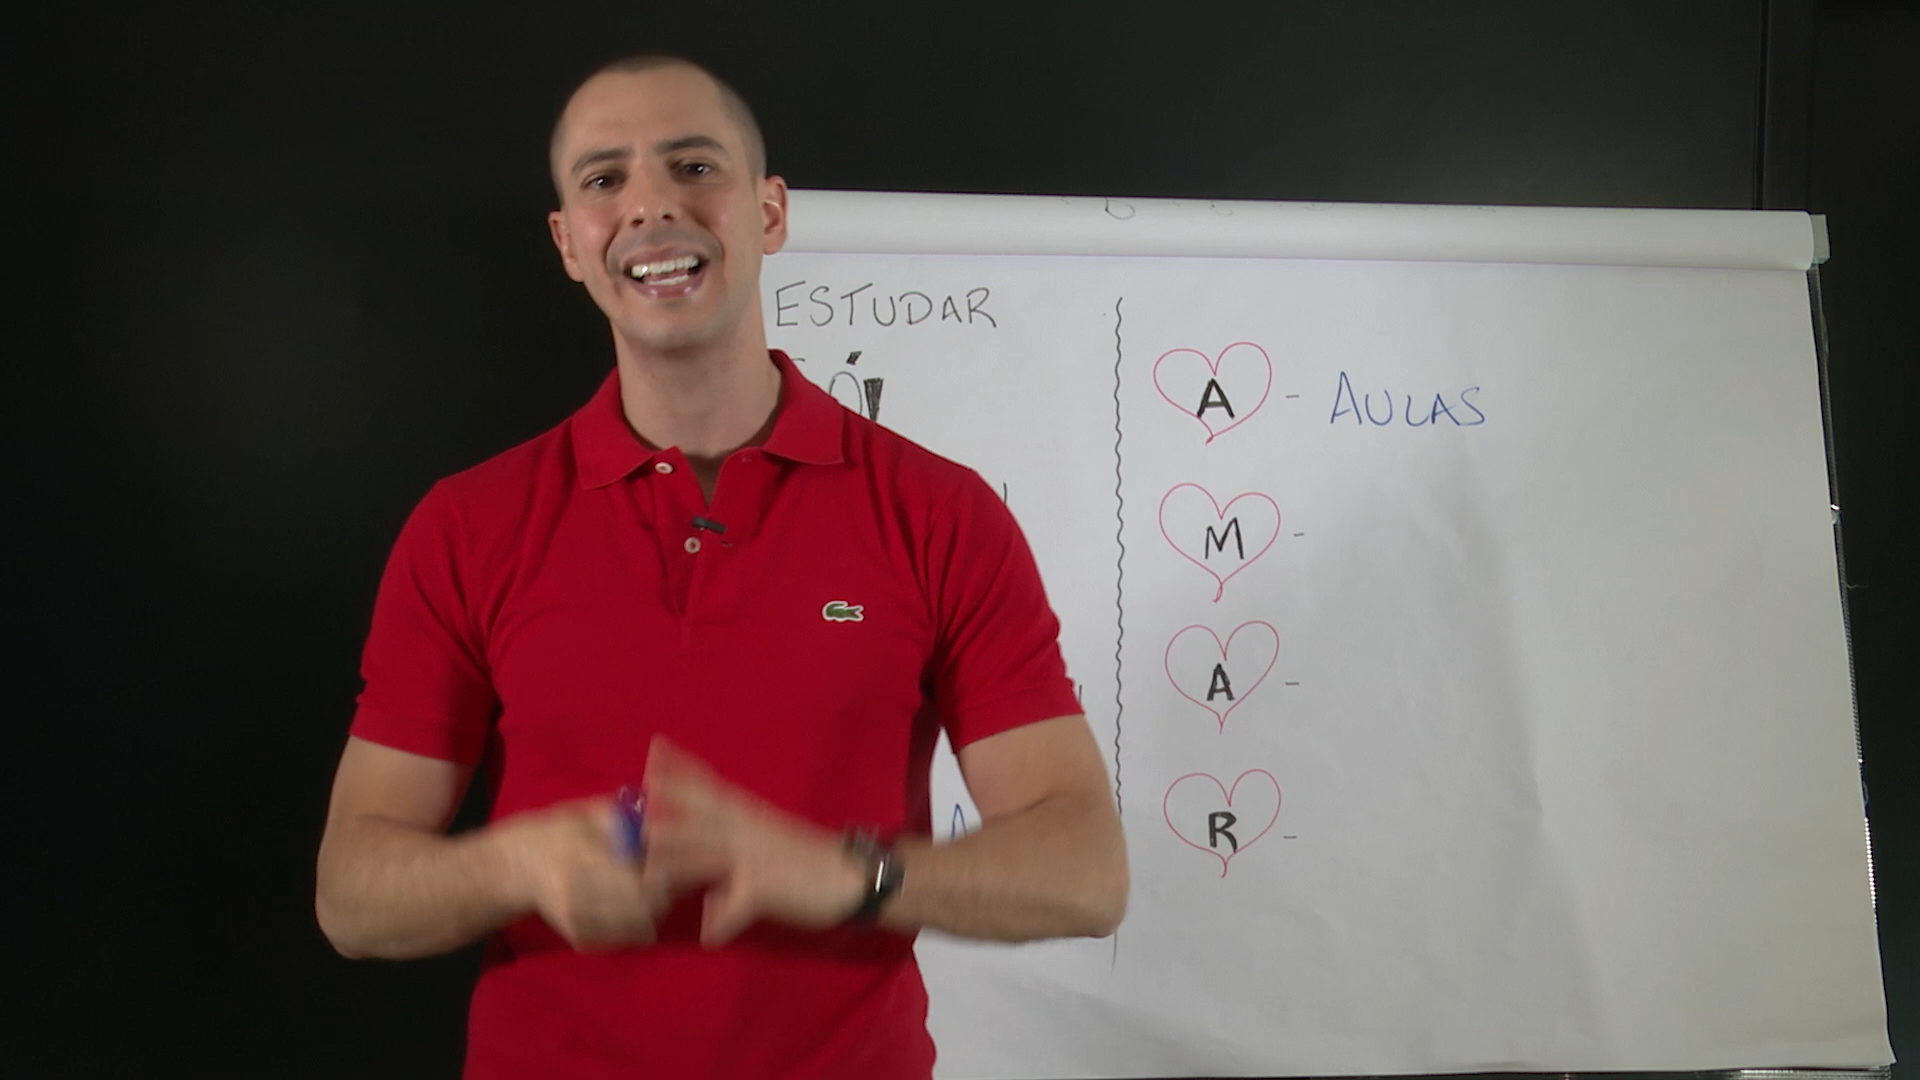 ESTUDAR
A - AULAS
M -
A -
R -